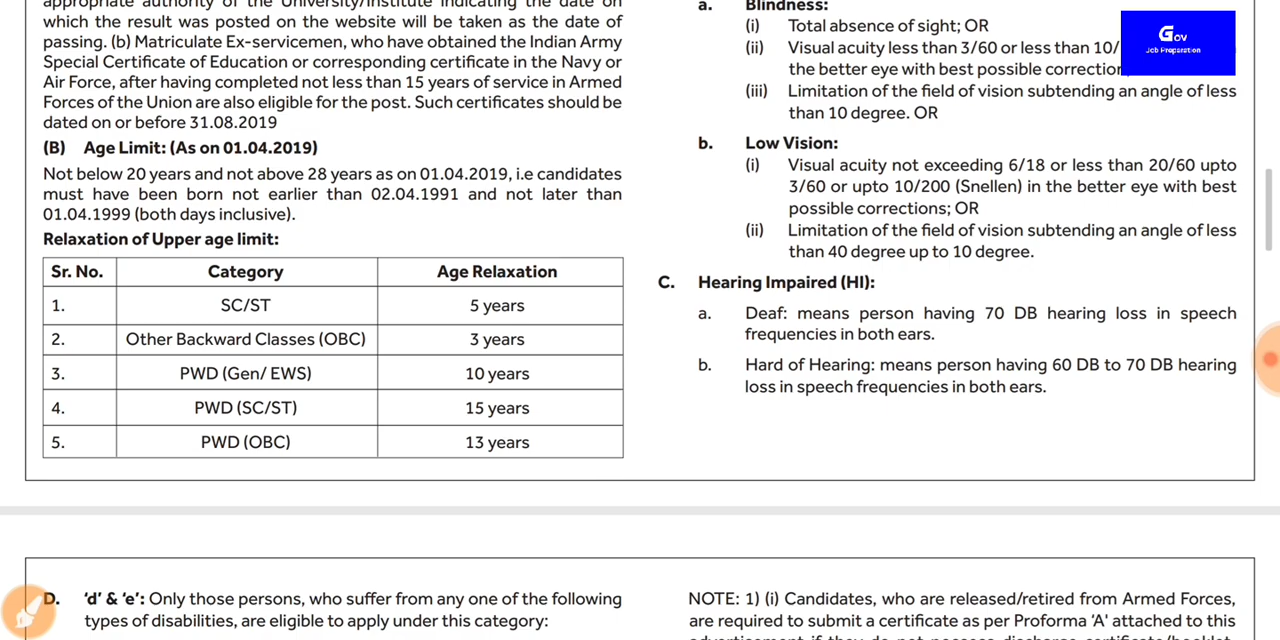 appropriate authority of the University/Institute indicating the date on
which the result was posted on the website will be taken as the date of
passing. (b) Matriculate Ex-servicemen, who have obtained the Indian Army
Special Certificate of Education or corresponding certificate in the Navy or
Air Force, after having completed not less than 15 years of service in Armed
Forces of the Union are also eligible for the post. Such certificates should be
dated on or before 31.08.2019
(B) Age Limit: (As on 01.04.2019)
Not below 20 years and not above 28 years as on 01.04.2019, i.e candidates
must have been born not earlier than 02.04.1991 and not later than
01.04.1999 (both days inclusive).
Relaxation of Upper age limit:
Sr. No. Category Age Relaxation
1. SC/ST 5 years
2. Other Backward Classes (OBC) 3 years
3. PWD (Gen/ EWS) 10 years
4. PWD (SC/ST) 15 years
5. PWD (OBC) 13 years
a. Blindness:
(i) Total absence of sight; OR
(ii) Visual acuity less than 3/60 or less than 10/
the better eye with best possible correction
(iii) Limitation of the field of vision subtending an angle of less
than 10 degree. OR
b. Low Vision:
(i) Visual acuity not exceeding 6/18 or less than 20/60 upto
3/60 or upto 10/200 (Snellen) in the better eye with best
possible corrections; OR
(ii) Limitation of the field of vision subtending an angle of less
than 40 degree up to 10 degree.
C. Hearing Impaired (HI):
a. Deaf: means person having 70 DB hearing loss in speech
frequencies in both ears.
b. Hard of Hearing: means person having 60 DB to 70 DB hearing
loss in speech frequencies in both ears.
Gov
Job Preparation
D. ‘d’ & ‘e’: Only those persons, who suffer from any one of the following
types of disabilities, are eligible to apply under this category:
NOTE: 1) (i) Candidates, who are released/retired from Armed Forces,
are required to submit a certificate as per Proforma ‘A’ attached to this
advertisement if they do not possess discharge certificate/booklet